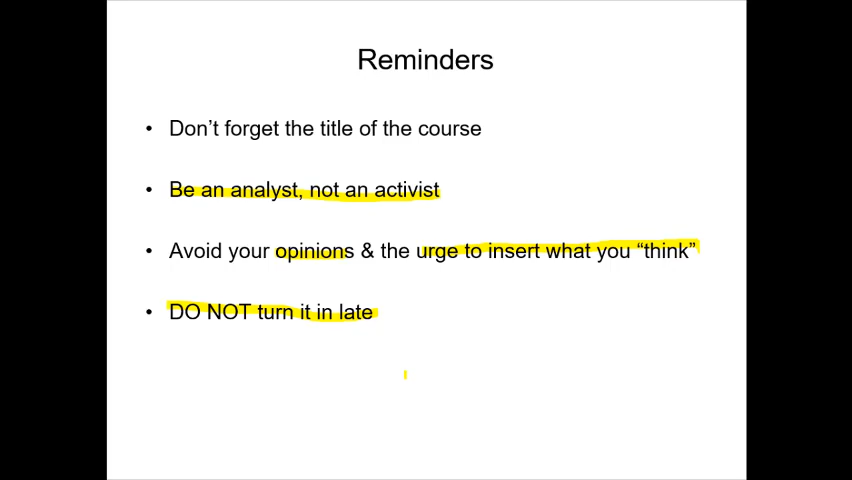 Reminders
• Don’t forget the title of the course
• Be an analyst, not an activist
• Avoid your opinions & the urge to insert what you “think”
• DO NOT turn it in late